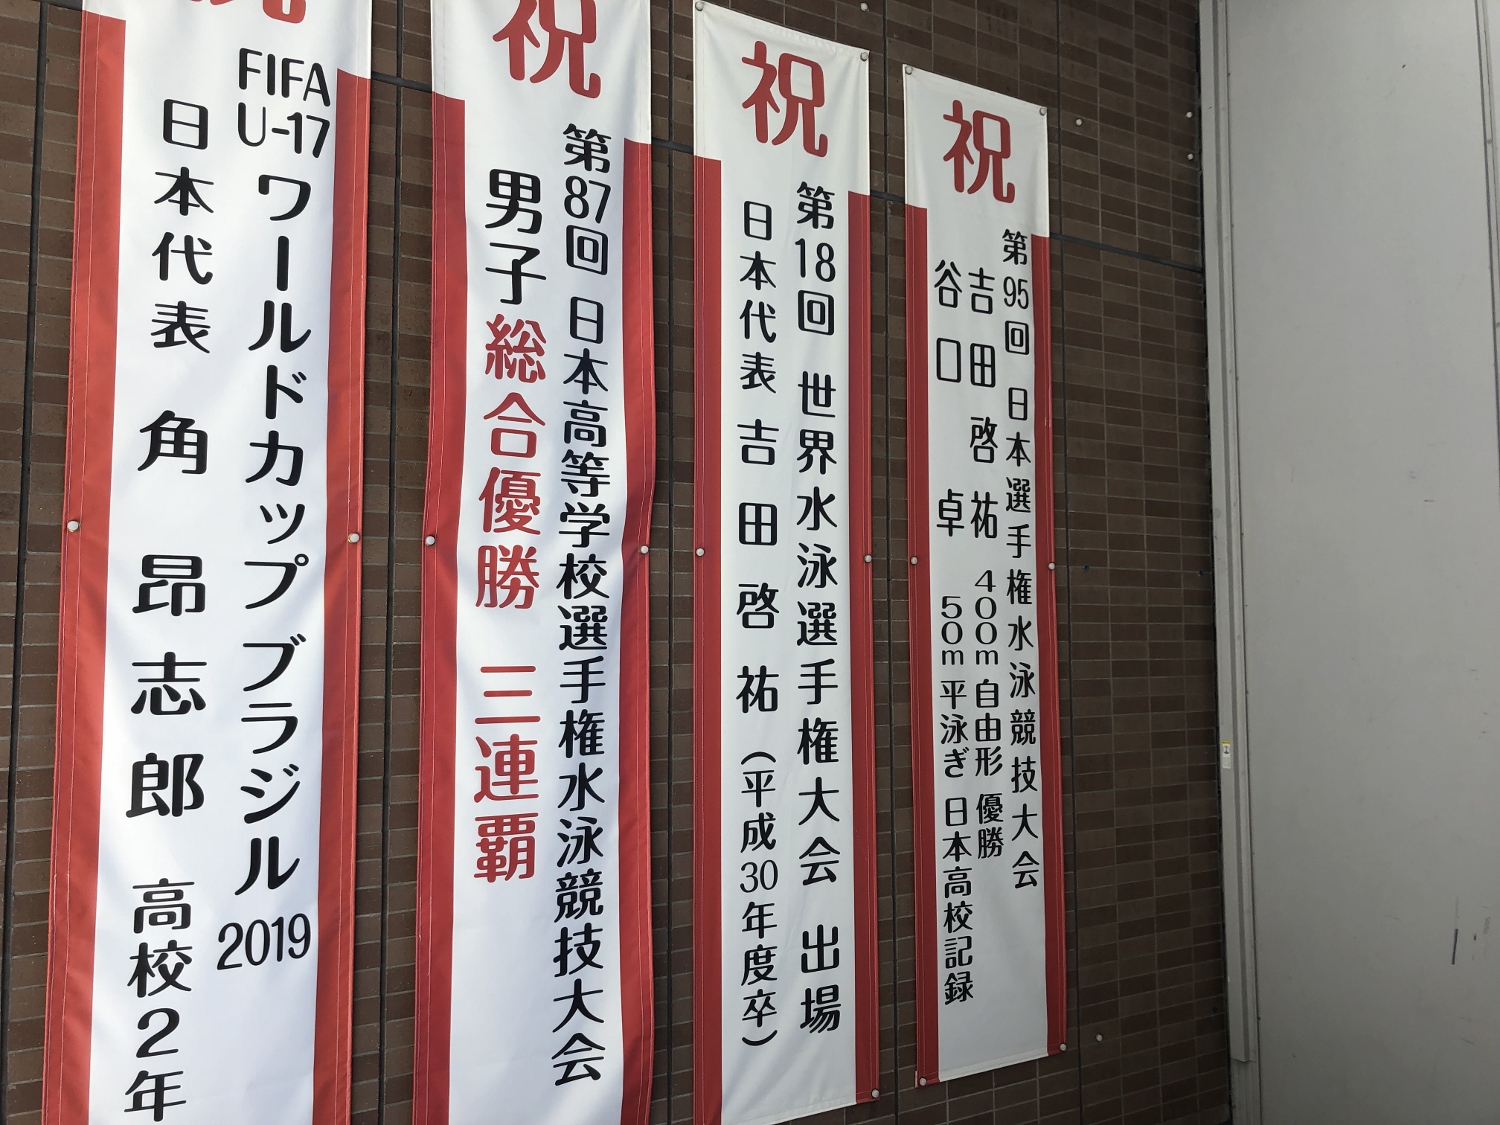 祝
第95回 日本選手権水泳競技大会
吉田啓祐 400m自由形 優勝
谷口 卓 50m平泳ぎ 日本高校記録
祝
第18回 世界水泳選手権大会 出場
日本代表 吉田啓祐 (平成30年度卒)
祝
第87回 日本高等学校選手権水泳競技大会
男子総合優勝 三連覇
祝
FIFA
U-17
ワールドカップ ブラジル 2019
日本代表 角 昂志郎 高校2年